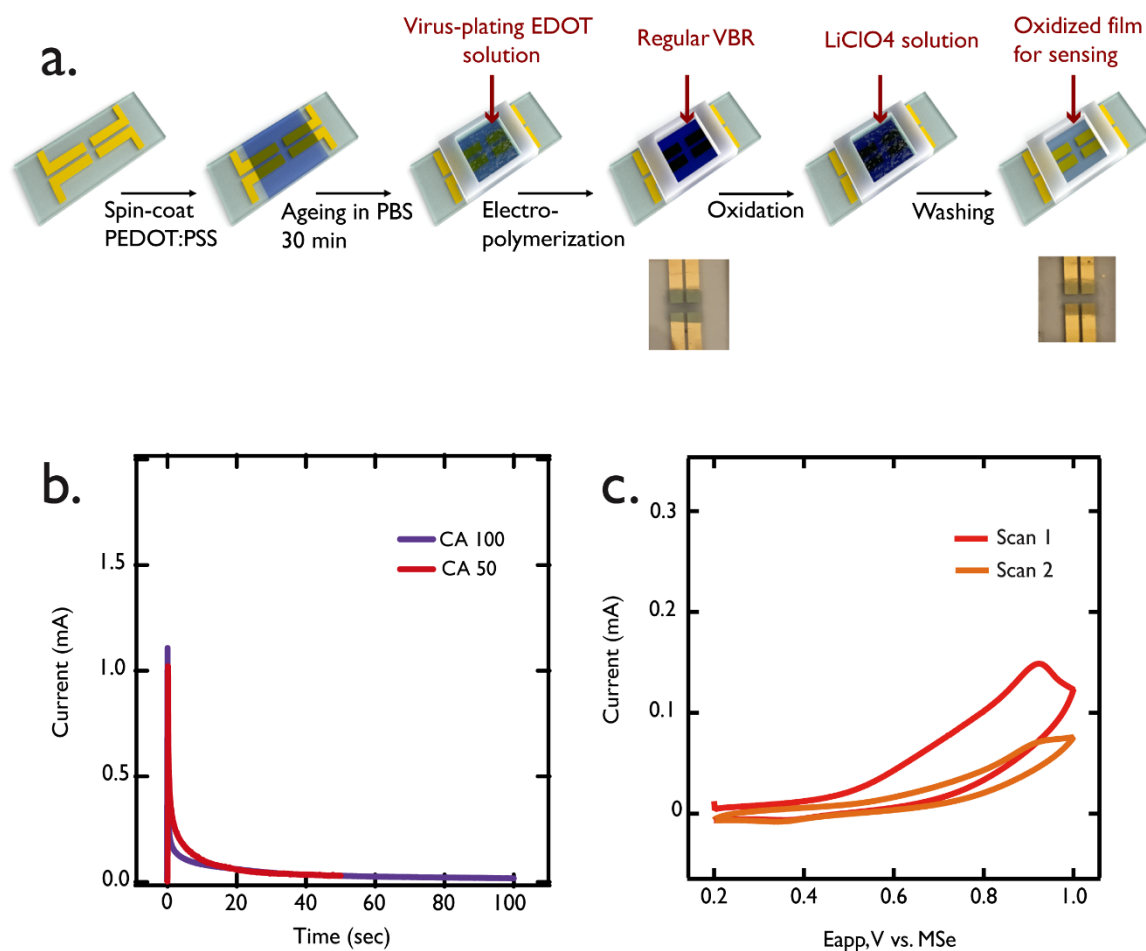 a.
Virus-plating EDOT
solution
Regular VBR
LiClO4 solution
Oxidized film
for sensing
Spin-coat
PEDOT:PSS
Ageing in PBS
30 min
Electro-
polymerization
Oxidation
Washing
b.
CA 100
CA 50
1.5
1.0
0.5
0.0
Current (mA)
0 20 40 60 80 100
Time (sec)
c.
Scan 1
Scan 2
0.3
0.2
0.1
0
Current (mA)
0.2 0.4 0.6 0.8 1.0
Eapp,V vs. MSe